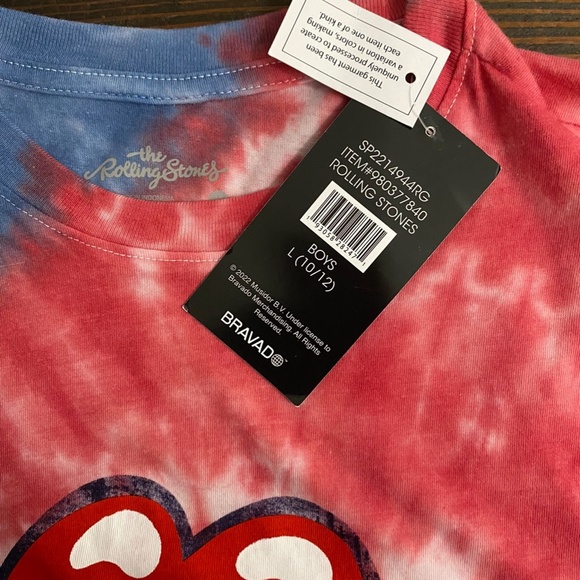 This garment has been
uniquely processed to create
a variation in colors, making
each item one of a kind.
the
Rolling Stones
SP2214944RG
ITEM#980377840
ROLLING STONES
BOYS
L (10/12)
© 2022 Musidor B.V. Under license to
Bravado Merchandising. All Rights
Reserved.
BRAVADO